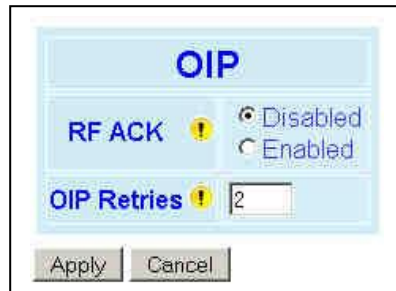 OIP
RF ACK ! Disabled
Enabled
OIP Retries ! 2
Apply Cancel